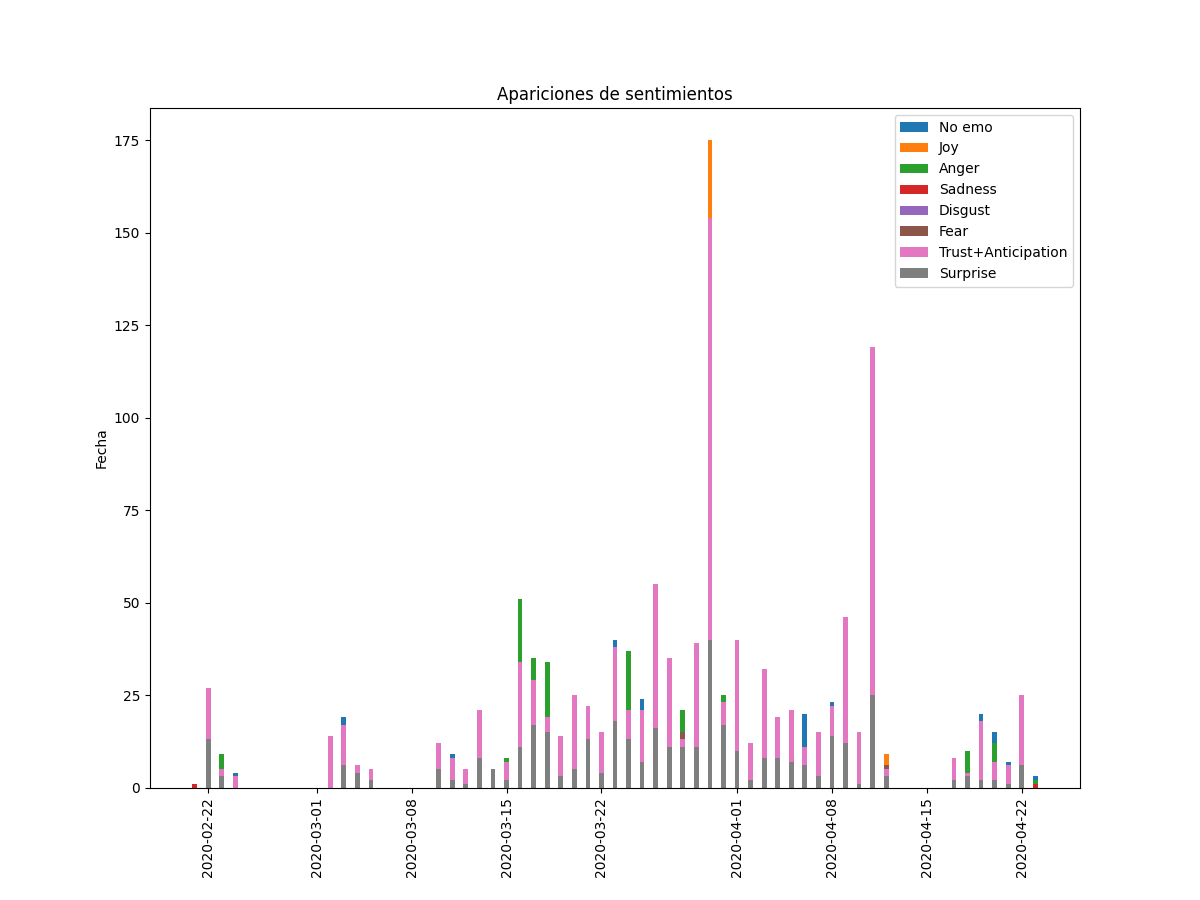 Apariciones de sentimientos
No emo
Joy
Anger
Sadness
Disgust
Fear
Trust+Anticipation
Surprise
Fecha
175
150
125
100
75
50
25
0
2020-02-22
2020-03-01
2020-03-08
2020-03-15
2020-03-22
2020-04-01
2020-04-08
2020-04-15
2020-04-22